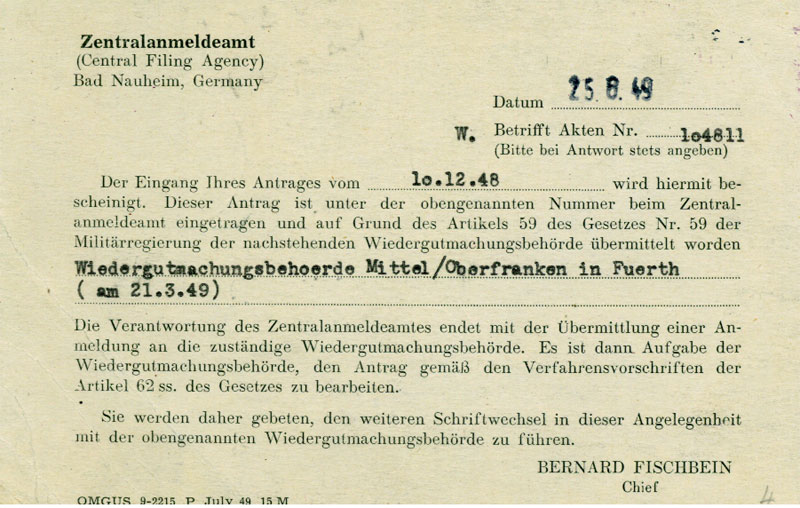 Zentralanmeldeamt
(Central Filing Agency)
Bad Nauheim, Germany
Datum 25.8.49
W. Betrifft Akten Nr. lo4811
(Bitte bei Antwort stets angeben)
Der Eingang Ihres Antrages vom lo.12.48 wird hiermit be-
scheinigt. Dieser Antrag ist unter der obengenannten Nummer beim Zentral-
anmeldeamt eingetragen und auf Grund des Artikels 59 des Gesetzes Nr. 59 der
Militärregierung der nachstehenden Wiedergutmachungsbehörde übermittelt worden
Wiedergutmachungsbehoerde Mittel/Oberfranken in Fuerth
( am 21.3.49)
Die Verantwortung des Zentralanmeldeamtes endet mit der Übermittlung einer An-
meldung an die zuständige Wiedergutmachungsbehörde. Es ist dann Aufgabe der
Wiedergutmachungsbehörde, den Antrag gemäß den Verfahrensvorschriften der
Artikel 62 ss. des Gesetzes zu bearbeiten.
Sie werden daher gebeten, den weiteren Schriftwechsel in dieser Angelegenheit
mit der obengenannten Wiedergutmachungsbehörde zu führen.
BERNARD FISCHBEIN
Chief
OMGUS 9-2215 P July 49 15 M
4